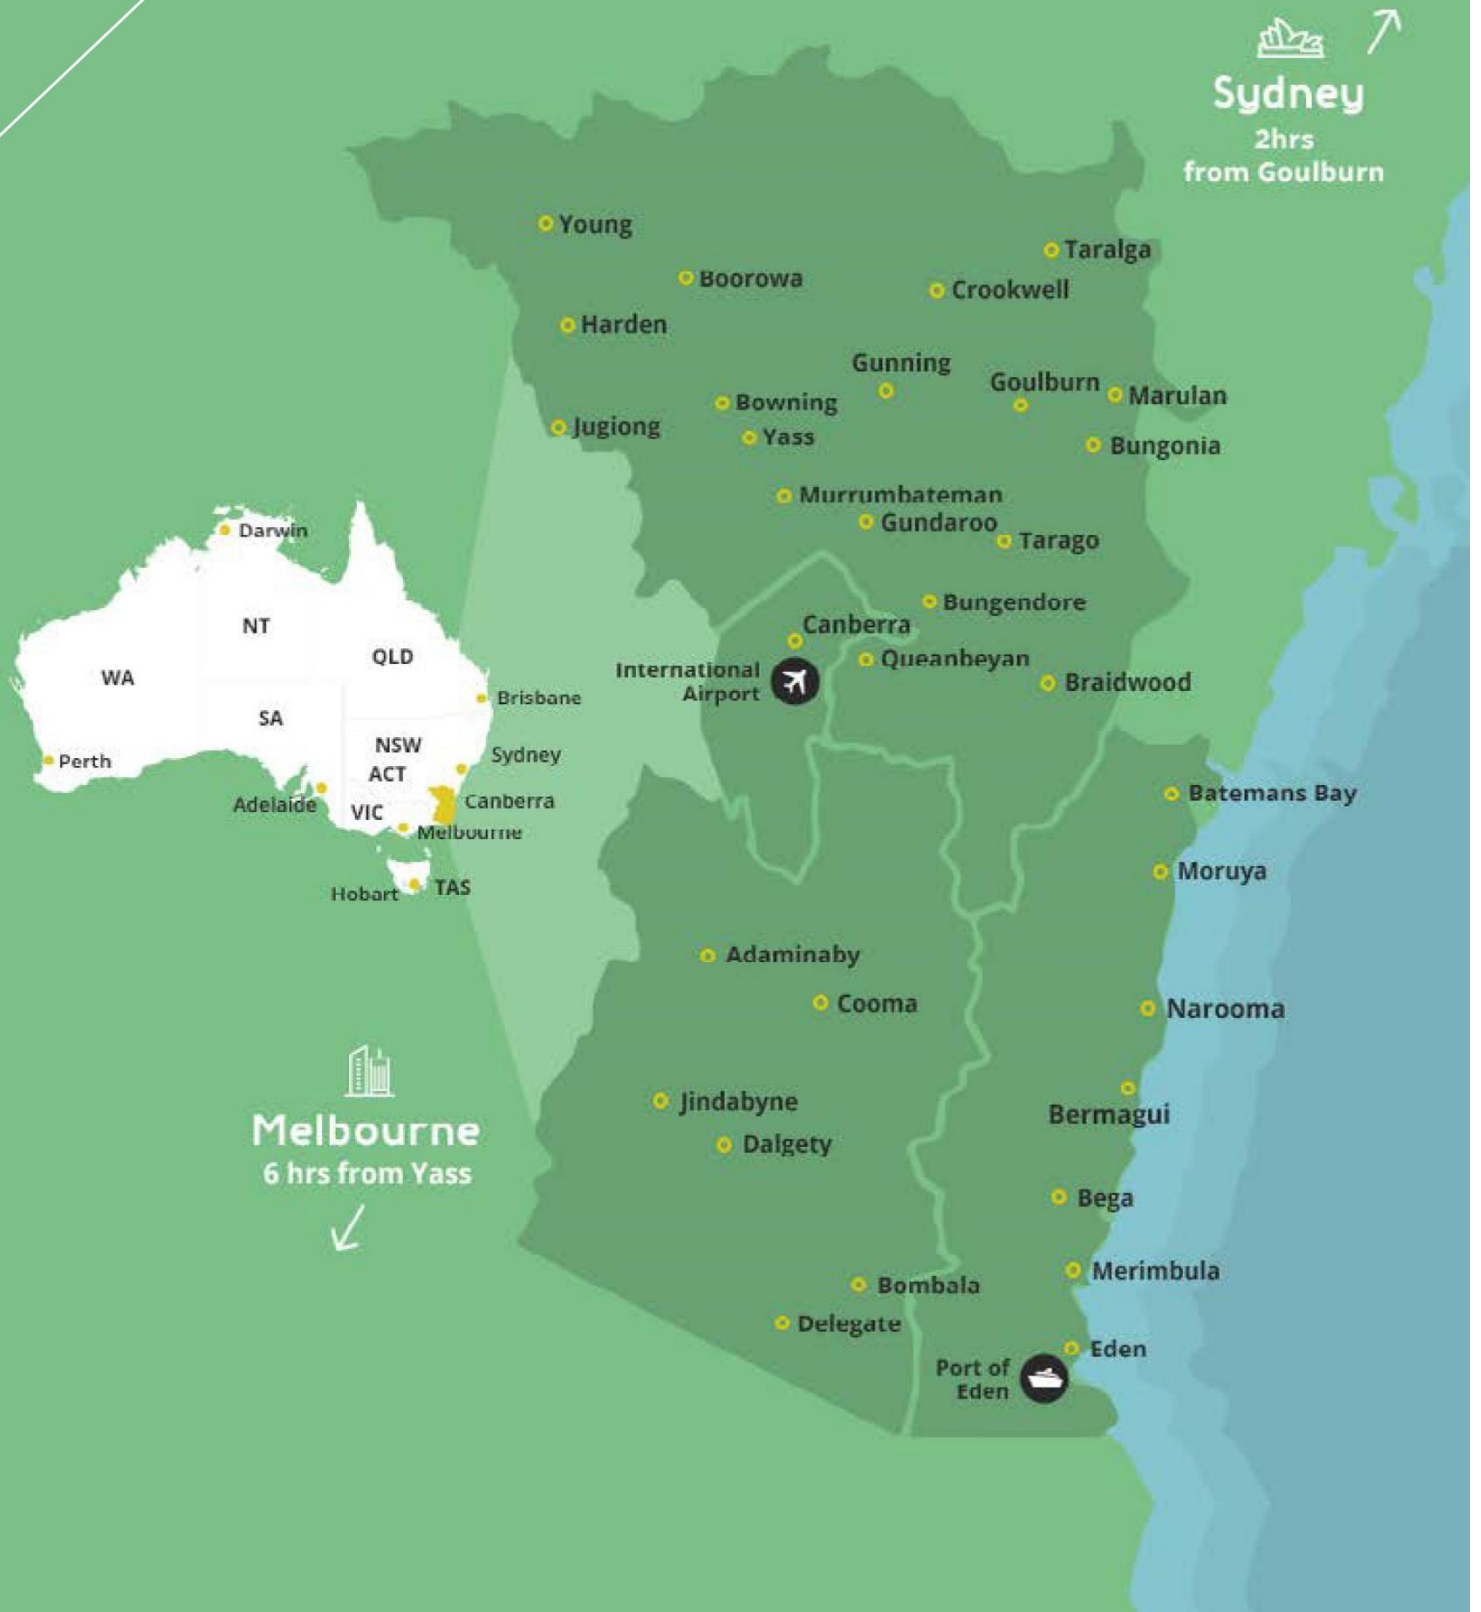 Sydney
2hrs
from Goulburn
Young
Taralga
Boorowa
Crookwell
Harden
Gunning
Goulburn
Marulan
Bowning
Jugiong
Yass
Bungonia
Murrumbateman
Gundaroo
Tarago
Bungendore
Canberra
Queanbeyan
International
Airport
Braidwood
Batemans Bay
Moruya
Adaminaby
Cooma
Narooma
Jindabyne
Bermagui
Dalgety
Bega
Merimbula
Bombala
Delegate
Eden
Port of
Eden
Darwin
NT
QLD
WA
Brisbane
SA
NSW
Sydney
Perth
ACT
Canberra
Adelaide
VIC
Melbourne
Hobart
TAS
Melbourne
6 hrs from Yass